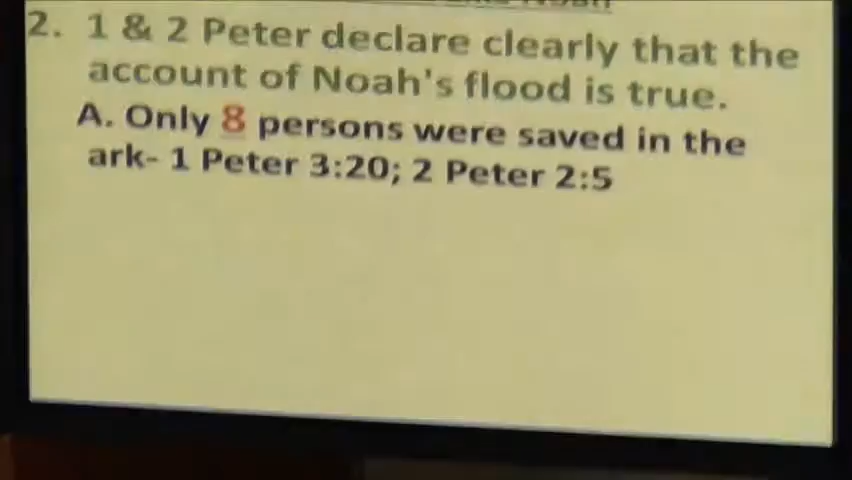 2. 1 & 2 Peter declare clearly that the
account of Noah's flood is true.
A. Only 8 persons were saved in the
ark- 1 Peter 3:20; 2 Peter 2:5